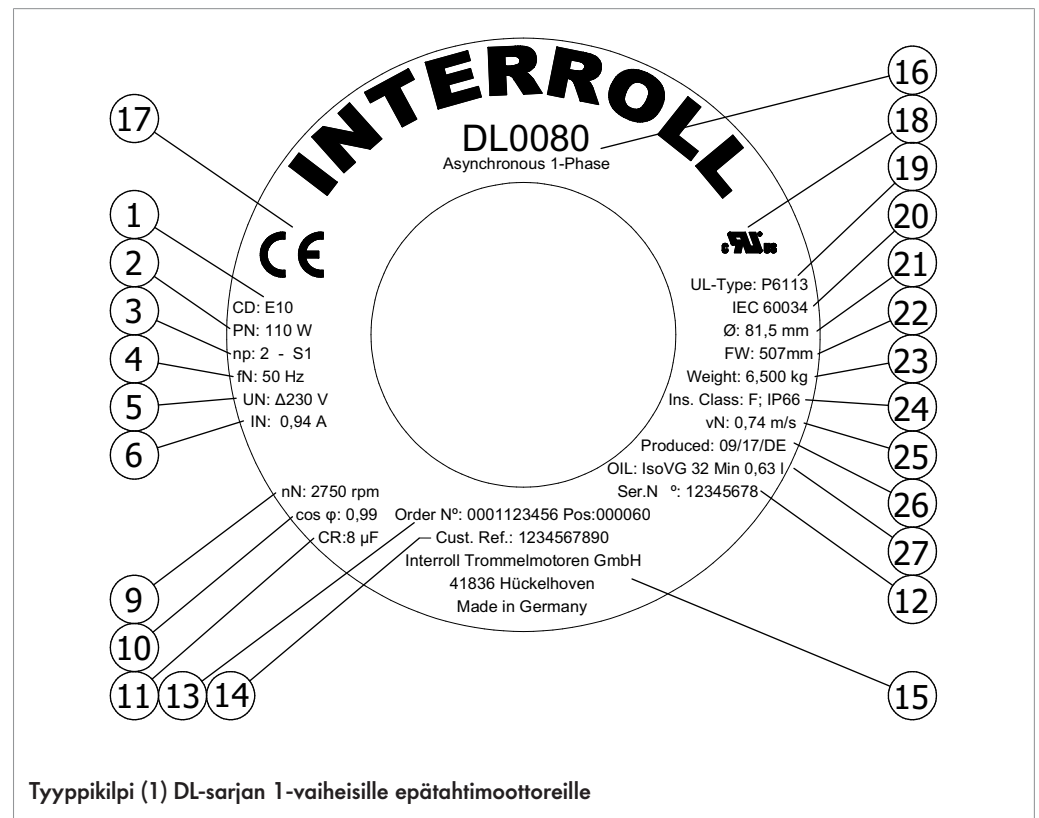 INTERROLL
DL0080
Asynchronous 1-Phase
17
16
18
19
20
21
22
23
24
25
26
27
12
15
1
2
3
4
5
6
9
10
11
13
14
CE
c RU us
CD: E10
PN: 110 W
np: 2 - S1
fN: 50 Hz
UN: Δ230 V
IN: 0,94 A
nN: 2750 rpm
cos φ: 0,99
CR:8 µF
UL-Type: P6113
IEC 60034
Ø: 81,5 mm
FW: 507mm
Weight: 6,500 kg
Ins. Class: F; IP66
vN: 0,74 m/s
Produced: 09/17/DE
OIL: IsoVG 32 Min 0,63 l
Ser.N º: 12345678
Order Nº: 0001123456 Pos:000060
Cust. Ref.: 1234567890
Interroll Trommelmotoren GmbH
41836 Hückelhoven
Made in Germany
Tyyppikilpi (1) DL-sarjan 1-vaiheisille epätahtimoottoreille